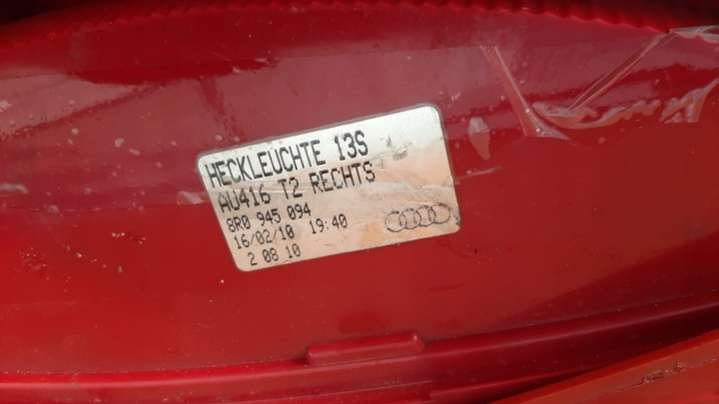 HECKLEUCHTE 13S
AU416 T2 RECHTS
8R0 945 094
16/02/10 19:40
2 08 10